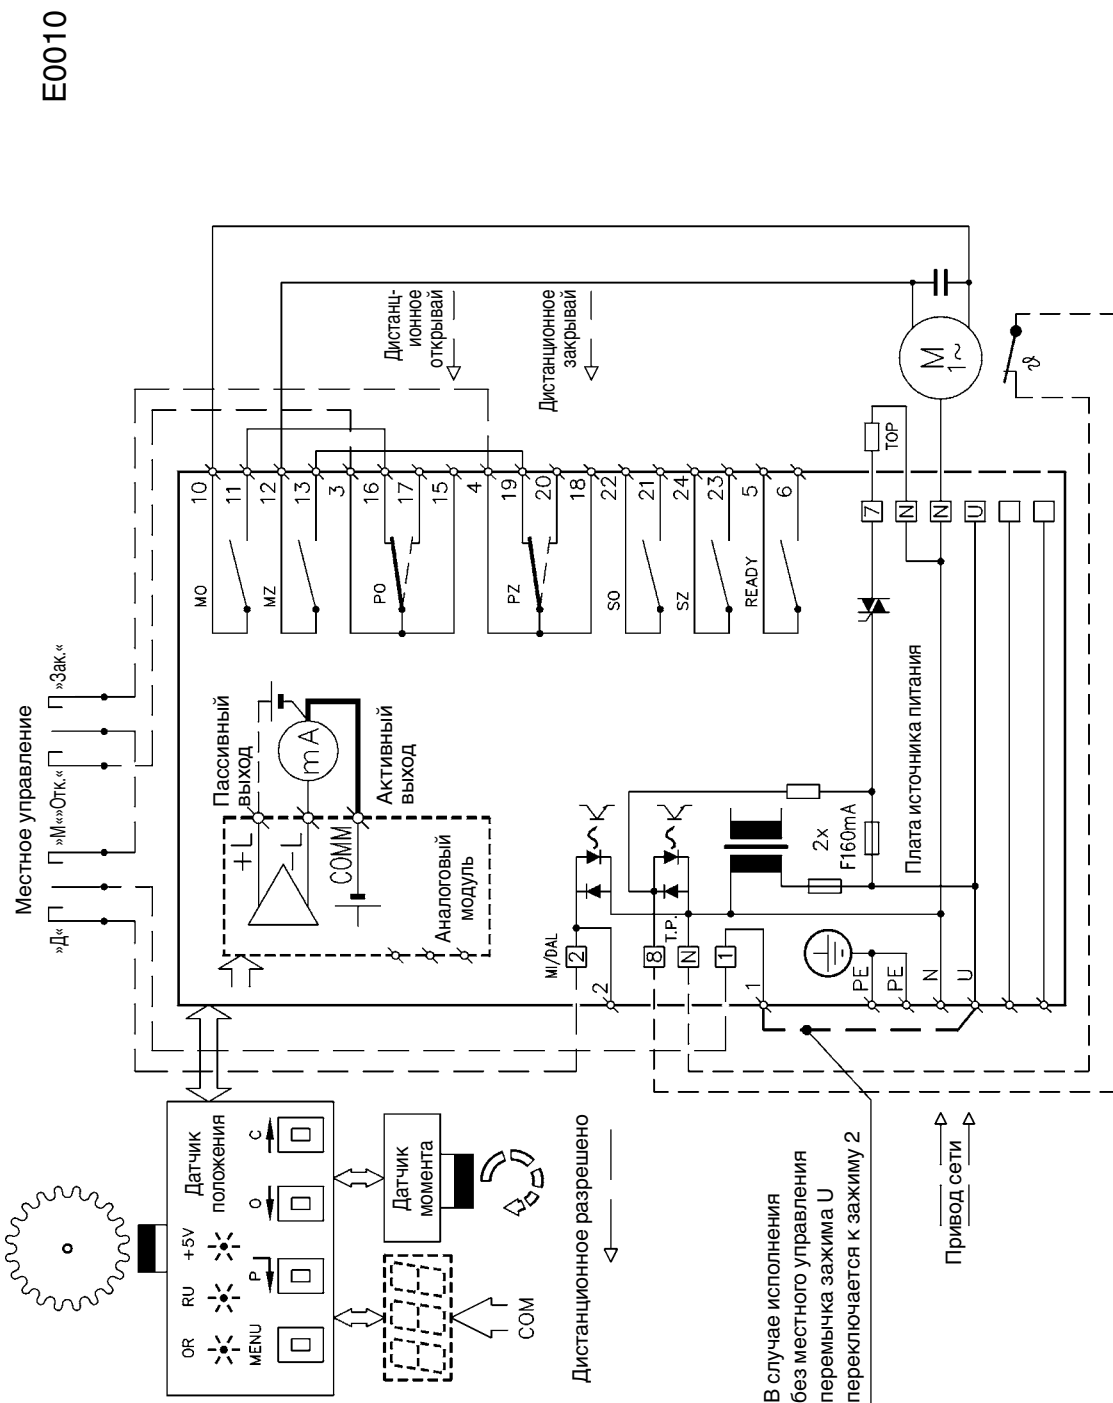 E0010
Местное управление
»Д«
»М«
»Отк.«
»Зак.«
OR
RU
+5V
Датчик
положения
MENU
P
O
C
Датчик
момента
COM
Дистанционное разрешено
Пассивный
выход
+L
-L
COMM
mA
Активный
выход
Аналоговый
модуль
MO
MZ
PO
PZ
SO
SZ
READY
10
11
12
13
3
16
17
15
4
19
20
18
22
21
24
23
5
6
Дистанц-
ионное
открывай
Дистанционное
закрывай
MI/DAL
2
2
8
T.P.
N
1
1
PE
PE
N
U
2x
F160mA
Плата источника питания
7
N
N
U
TOP
M
1~
ϑ
В случае исполнения
без местного управления
перемычка зажима U
переключается к зажиму 2
Привод сети